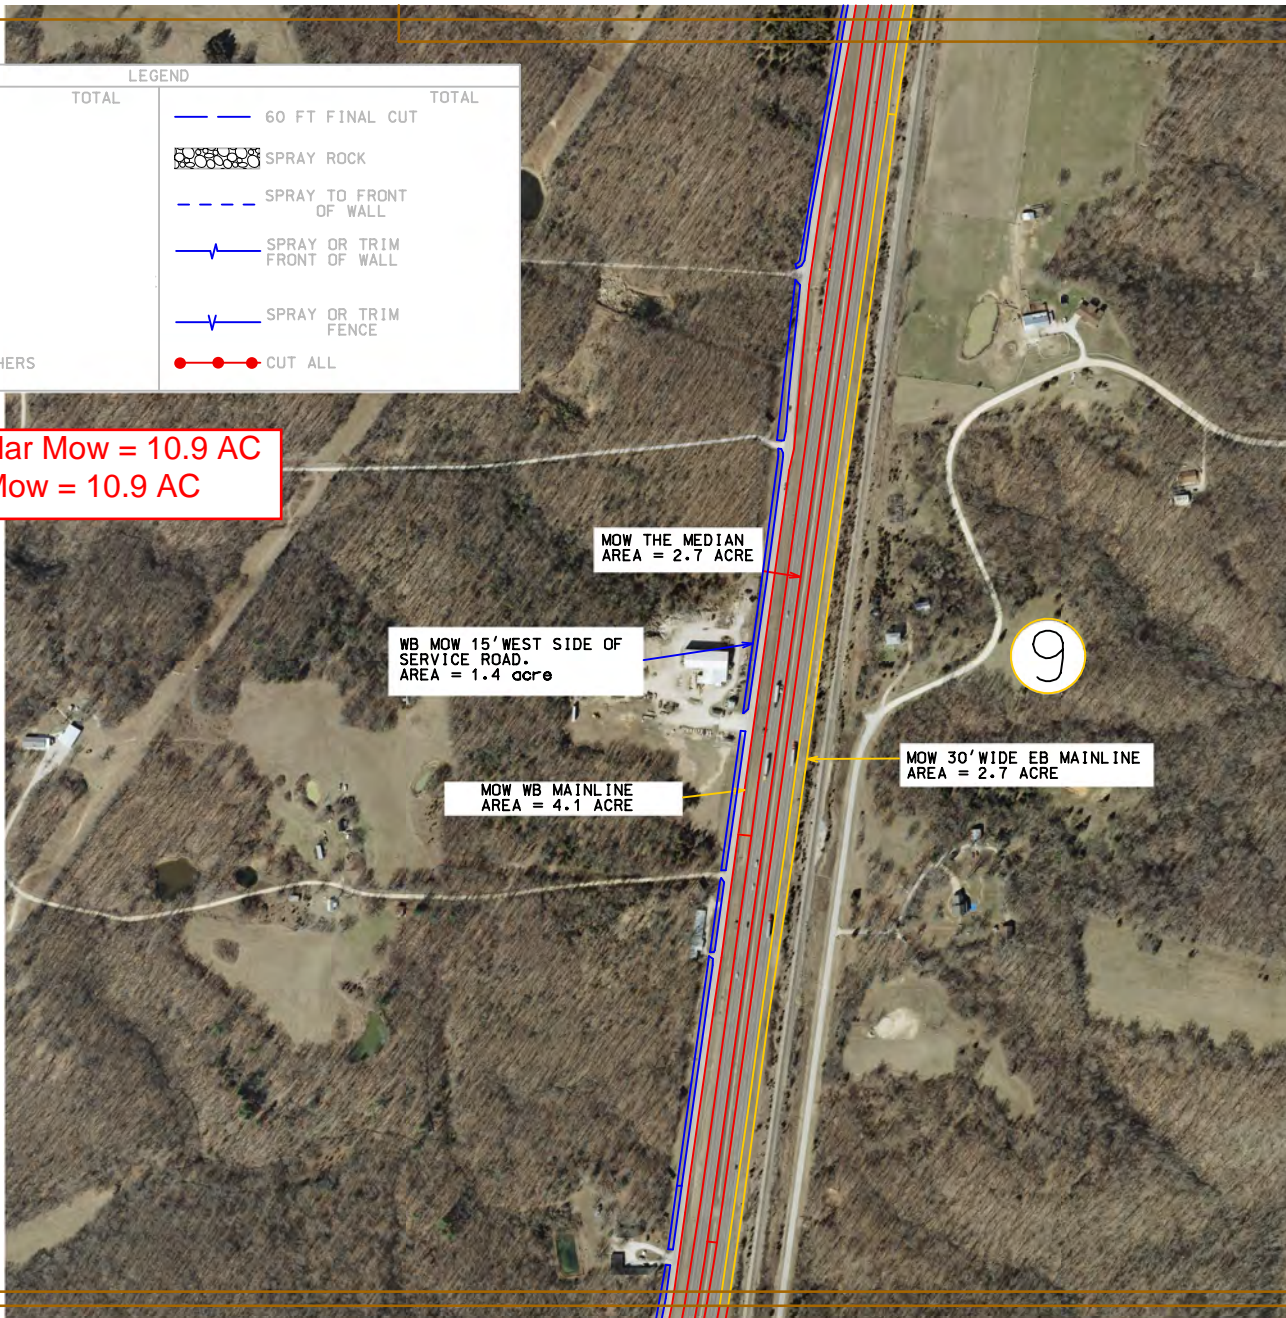 LEGEND
TOTAL
TOTAL
60 FT FINAL CUT
SPRAY ROCK
SPRAY TO FRONT
OF WALL
SPRAY OR TRIM
FRONT OF WALL
SPRAY OR TRIM
FENCE
HERS
CUT ALL
lar Mow = 10.9 AC
Mow = 10.9 AC
MOW THE MEDIAN
AREA = 2.7 ACRE
WB MOW 15' WEST SIDE OF
SERVICE ROAD.
AREA = 1.4 acre
9
MOW 30' WIDE EB MAINLINE
AREA = 2.7 ACRE
MOW WB MAINLINE
AREA = 4.1 ACRE